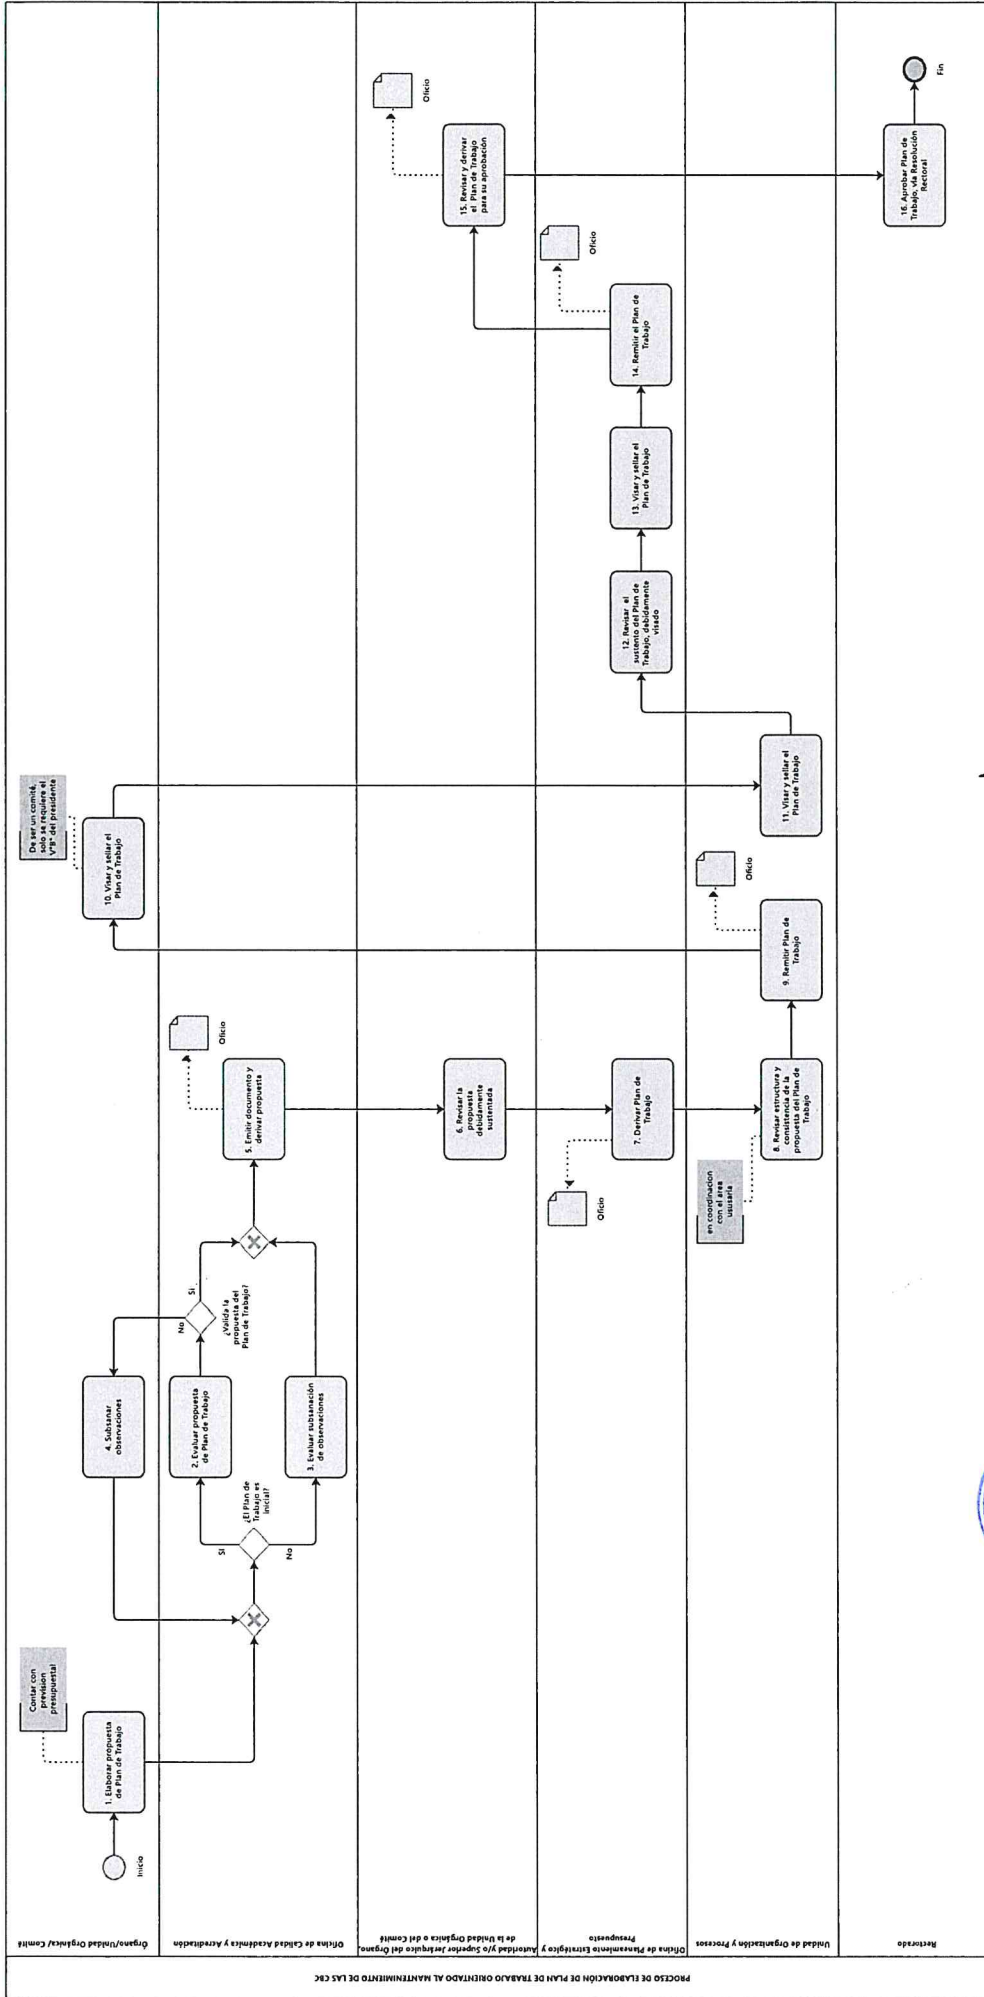 PROCESO DE ELABORACIÓN DE PLAN DE TRABAJO ORIENTADO AL MANTENIMIENTO DE LAS CBC
Órgano/Unidad Orgánica/ Comité
Inicio
1. Elaborar propuesta
de Plan de Trabajo
Contar con
prevision
presupuestal
4. Subsanar
observaciones
10. Visar y sellar el
Plan de Trabajo
De ser un comité,
solo se requiere el
V°B° del presidente
Oficina de Calidad Académica y Acreditación
¿El Plan de
Trabajo es
inicial?
Si
No
2. Evaluar propuesta
de Plan de Trabajo
3. Evaluar subsanación
de observaciones
¿Valida la
propuesta del
Plan de Trabajo?
No
Si
5. Emitir documento y
derivar propuesta
Oficio
Autoridad y/o Superior Jerárquico del Órgano,
de la Unidad Orgánica o del Comité
6. Revisar la
propuesta
debidamente
sustentada
15. Revisar y derivar
el Plan de Trabajo
para su aprobación
Oficio
Oficina de Planeamiento Estratégico y
Presupuesto
7. Derivar Plan de
Trabajo
Oficio
12. Revisar el
sustento del Plan de
Trabajo, debidamente
visado
13. Visar y sellar el
Plan de Trabajo
14. Remitir el Plan de
Trabajo
Oficio
Unidad de Organización y Procesos
en coordinacion
con el area
ususaria
8. Revisar estructura y
consistencia de la
propuesta del Plan de
Trabajo
9. Remitir Plan de
Trabajo
Oficio
11. Visar y sellar el
Plan de Trabajo
Rectorado
16. Aprobar Plan de
Trabajo, vía Resolución
Rectoral
Fin